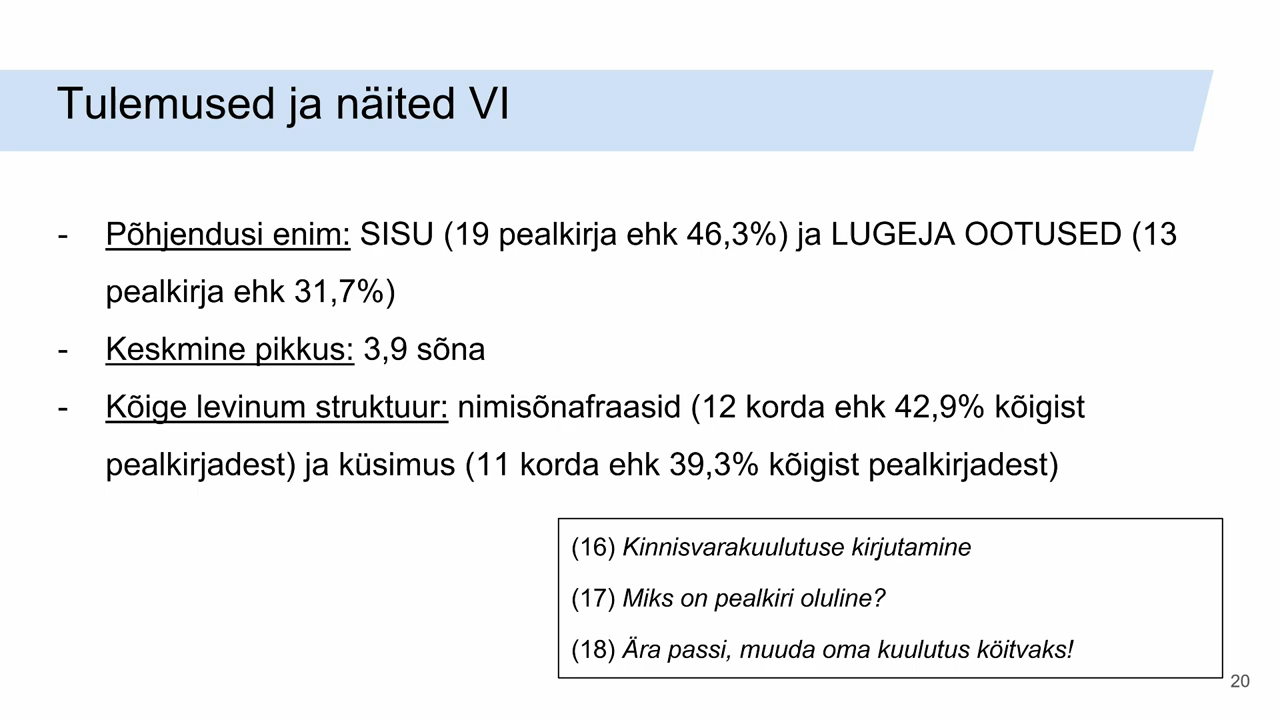 Tulemused ja näited VI
- Põhjendusi enim: SISU (19 pealkirja ehk 46,3%) ja LUGEJA OOTUSED (13
pealkirja ehk 31,7%)
- Keskmine pikkus: 3,9 sõna
- Kõige levinum struktuur: nimisõnafraasid (12 korda ehk 42,9% kõigist
pealkirjadest) ja küsimus (11 korda ehk 39,3% kõigist pealkirjadest)
(16) Kinnisvarakuulutuse kirjutamine
(17) Miks on pealkiri oluline?
(18) Ära passi, muuda oma kuulutus köitvaks!
20